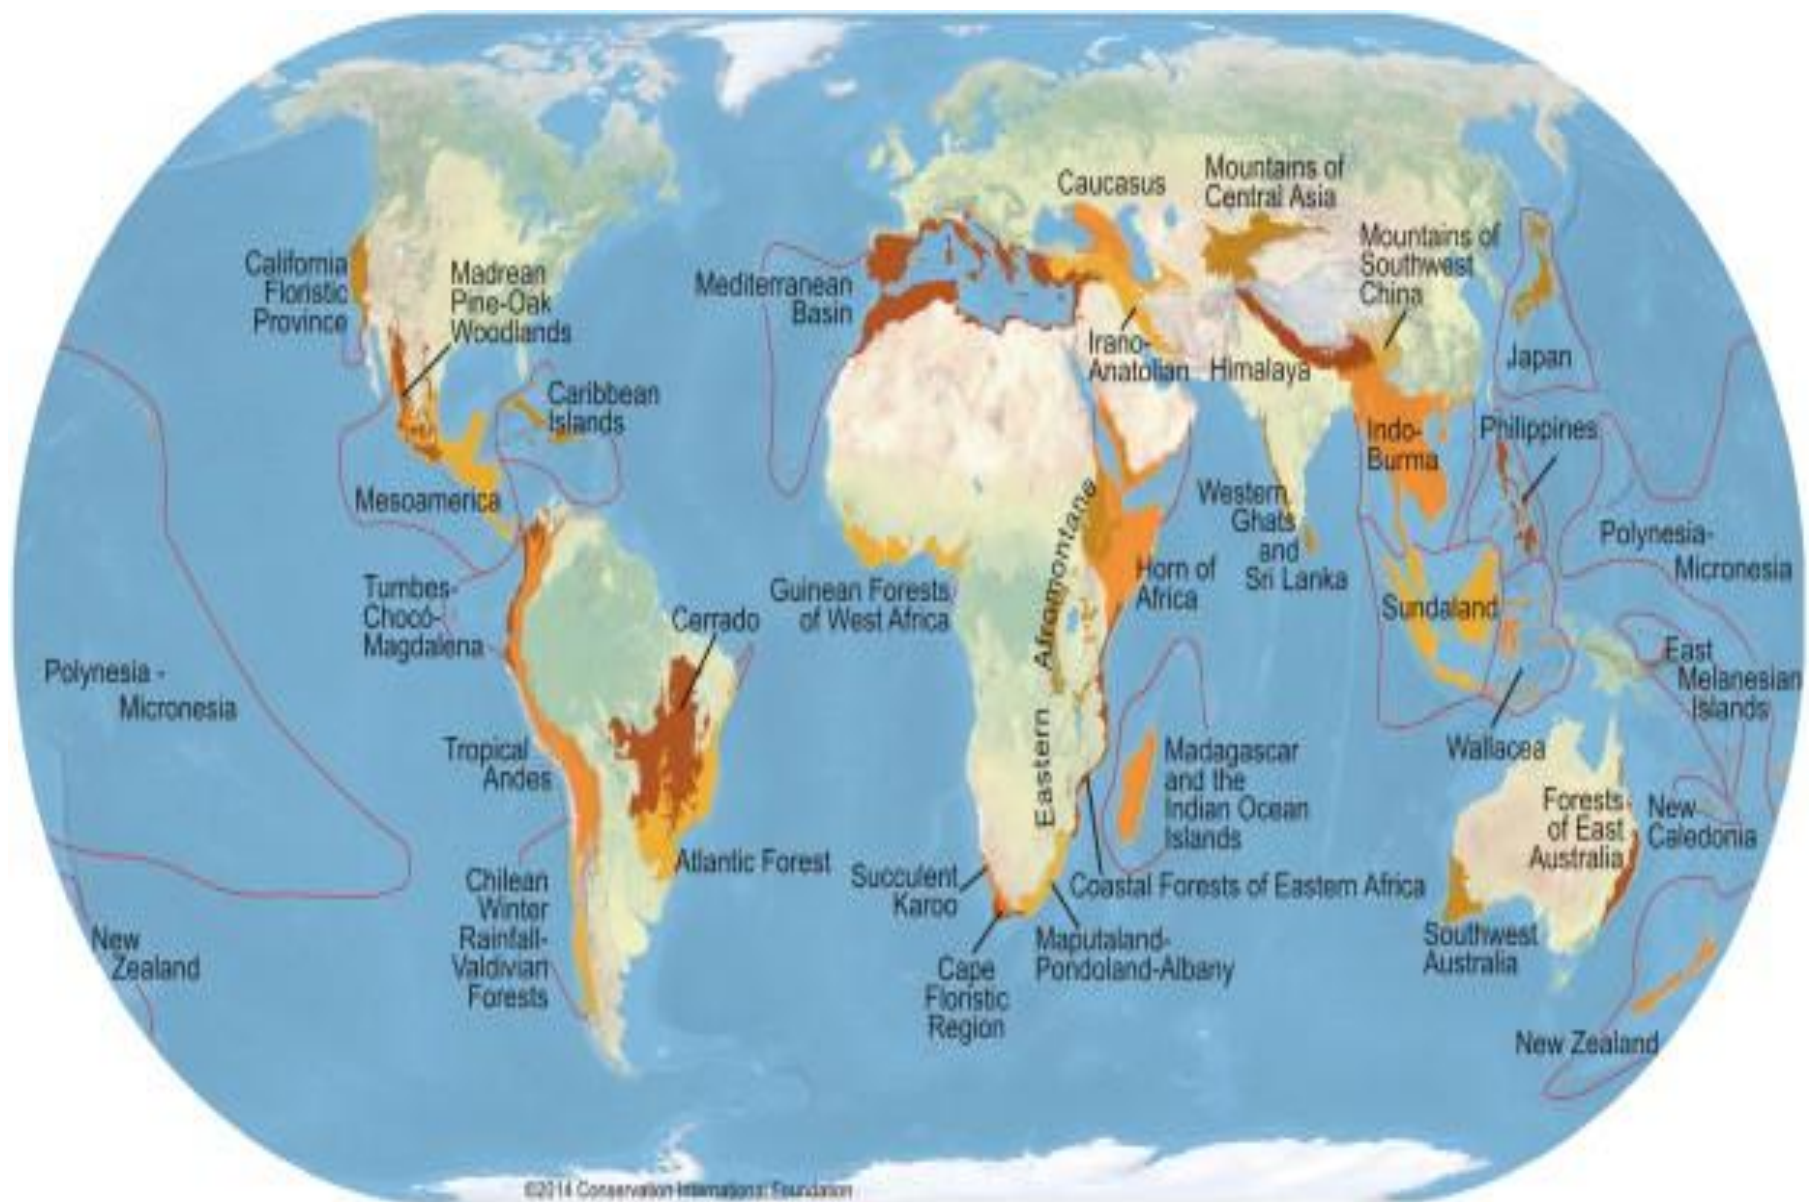 Caucasus
Mountains of
Central Asia
Mountains of
Southwest
China
California
Floristic
Province
Madrean
Pine-Oak
Woodlands
Mediterranean
Basin
Irano-
Anatolian
Himalaya
Japan
Caribbean
Islands
Indo-
Burma
Philippines
Mesoamerica
Western
Ghats
and
Sri Lanka
Polynesia-
Micronesia
Tumbes-
Chocó-
Magdalena
Cerrado
Guinean Forests
of West Africa
Eastern Afromontane
Horn of
Africa
Sundaland
Polynesia -
Micronesia
East
Melanesian
Islands
Tropical
Andes
Madagascar
and the
Indian Ocean
Islands
Wallacea
Forests
of East
Australia
New
Caledonia
Atlantic Forest
Chilean
Winter
Rainfall-
Valdivian
Forests
Succulent
Karoo
Coastal Forests of Eastern Africa
New
Zealand
Cape
Floristic
Region
Maputaland-
Pondoland-Albany
Southwest
Australia
New Zealand
©2014 Conservation International Foundation